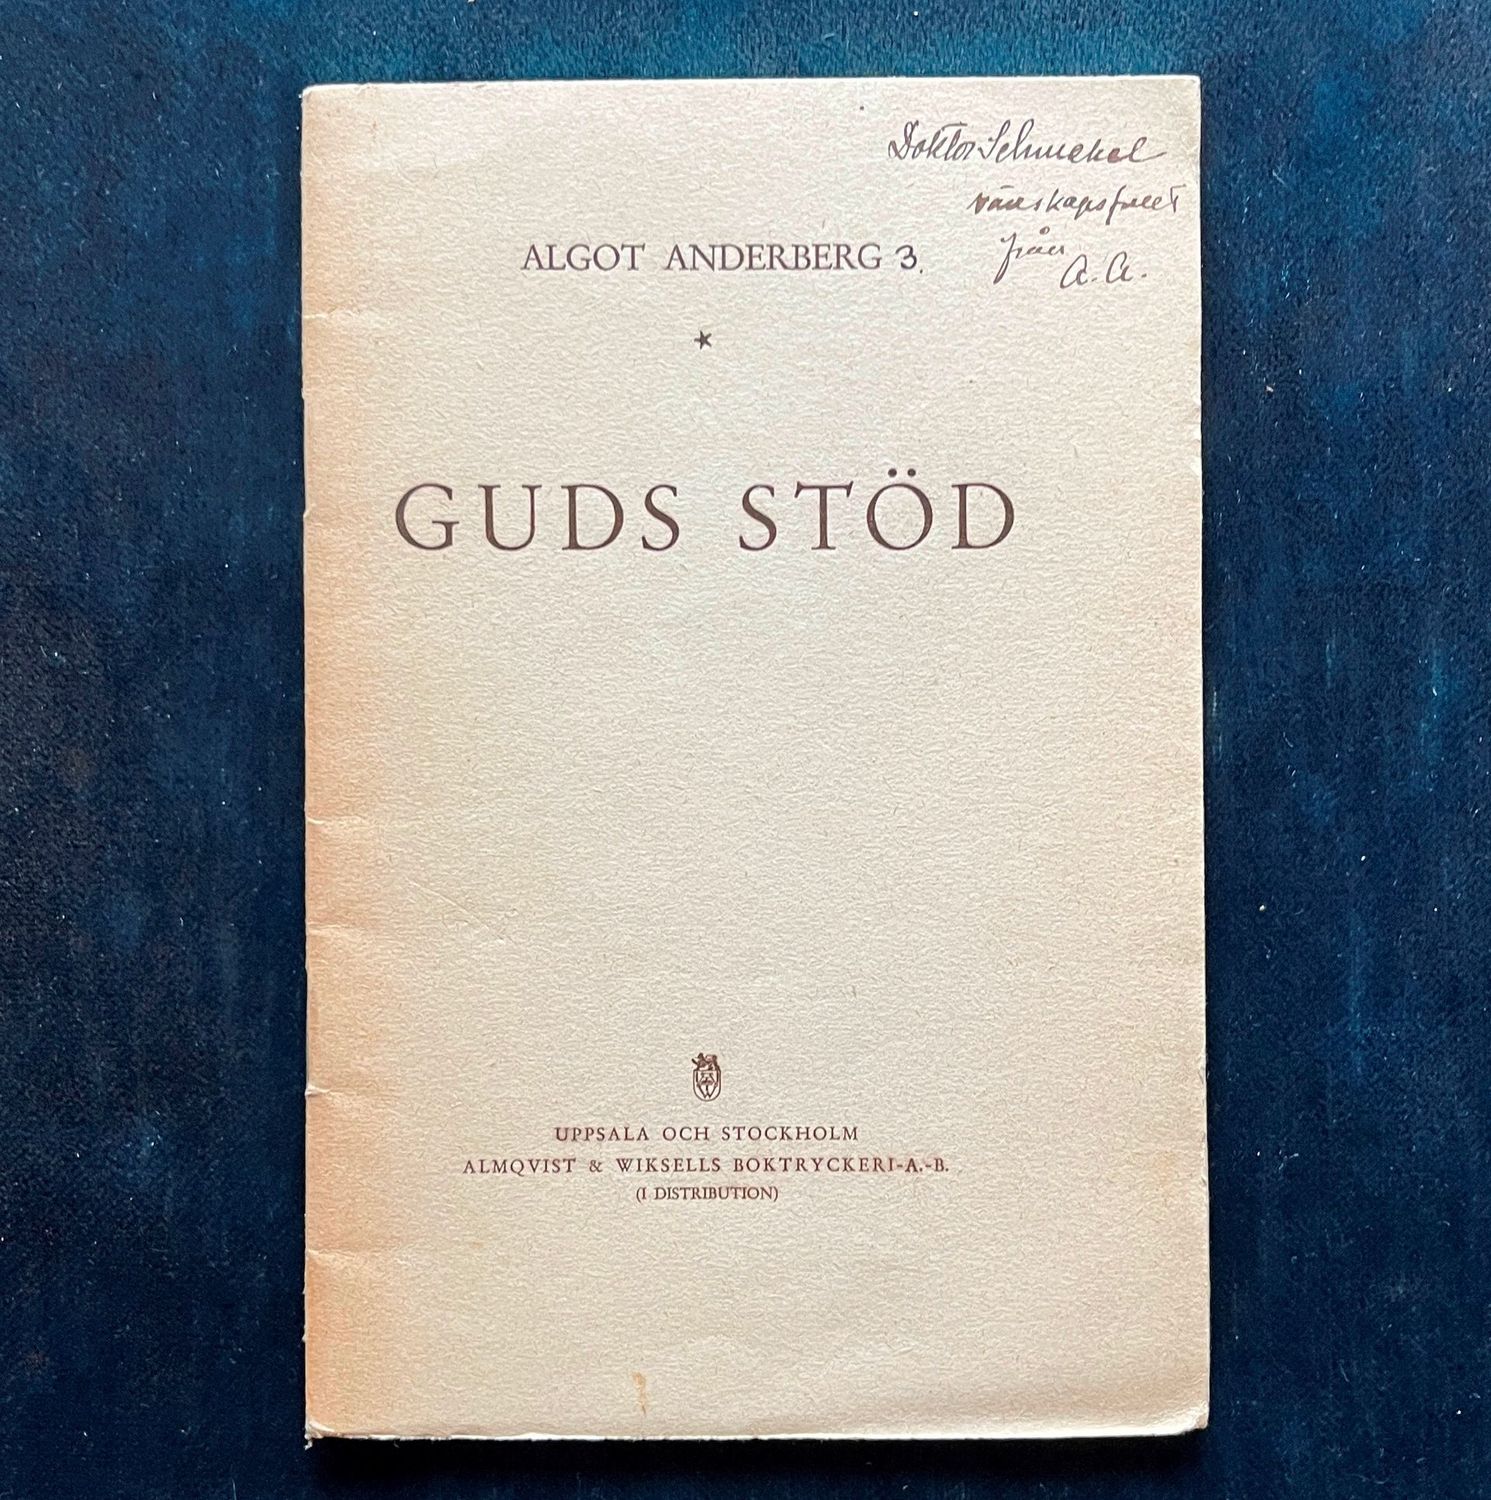 Doktor Schmekel
vänskapsfullt
från
A. A.
ALGOT ANDERBERG 3.
GUDS STÖD
UPPSALA OCH STOCKHOLM
ALMQVIST & WIKSELLS BOKTRYCKERI-A.-B.
(I DISTRIBUTION)